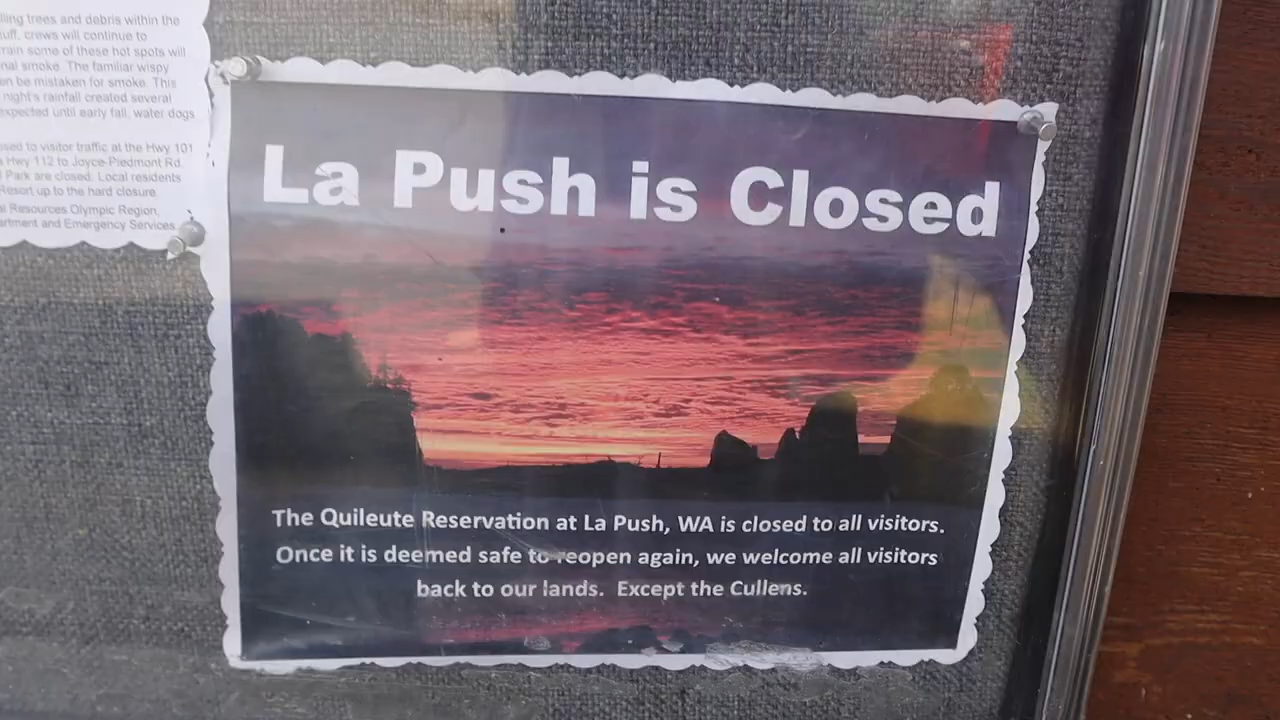 lling trees and debris within the
uff, crews will continue to
rrain some of these hot spots will
nal smoke. The familiar wispy
en be mistaken for smoke. This
night's rainfall created several
expected until early fall, water dogs
osed to visitor traffic at the Hwy 101
Hwy 112 to Joyce-Piedmont Rd.
Park are closed. Local residents
Resort up to the hard closure.
al Resources Olympic Region,
artment and Emergency Services
La Push is Closed
The Quileute Reservation at La Push, WA is closed to all visitors.
Once it is deemed safe to reopen again, we welcome all visitors
back to our lands. Except the Cullens.